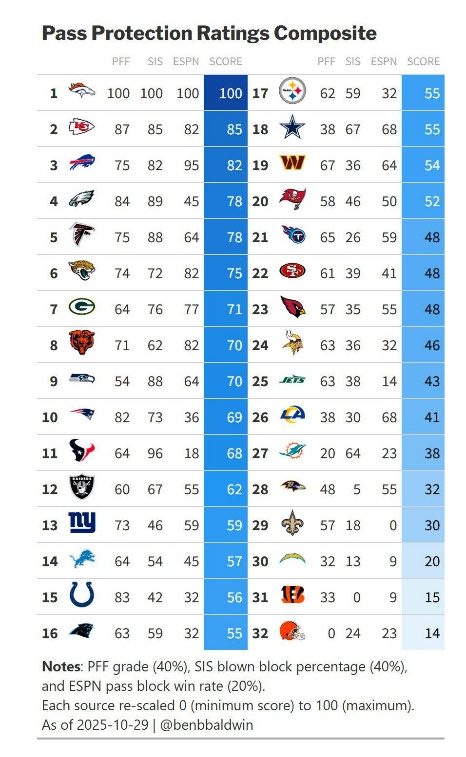 Pass Protection Ratings Composite
PFF SIS ESPN SCORE PFF SIS ESPN SCORE
1 100 100 100 100 17 Steelers 62 59 32 55
2 KC 87 85 82 85 18 38 67 68 55
3 75 82 95 82 19 W 67 36 64 54
4 84 89 45 78 20 58 46 50 52
5 75 88 64 78 21 65 26 59 48
6 74 72 82 75 22 SF 61 39 41 48
7 G 64 76 77 71 23 57 35 55 48
8 71 62 82 70 24 63 36 32 46
9 54 88 64 70 25 JETS 63 38 14 43
10 82 73 36 69 26 LA 38 30 68 41
11 64 96 18 68 27 20 64 23 38
12 RAIDERS 60 67 55 62 28 48 5 55 32
13 ny 73 46 59 59 29 57 18 0 30
14 64 54 45 57 30 32 13 9 20
15 83 42 32 56 31 33 0 9 15
16 63 59 32 55 32 0 24 23 14
Notes: PFF grade (40%), SIS blown block percentage (40%),
and ESPN pass block win rate (20%).
Each source re-scaled 0 (minimum score) to 100 (maximum).
As of 2025-10-29 | @benbbaldwin